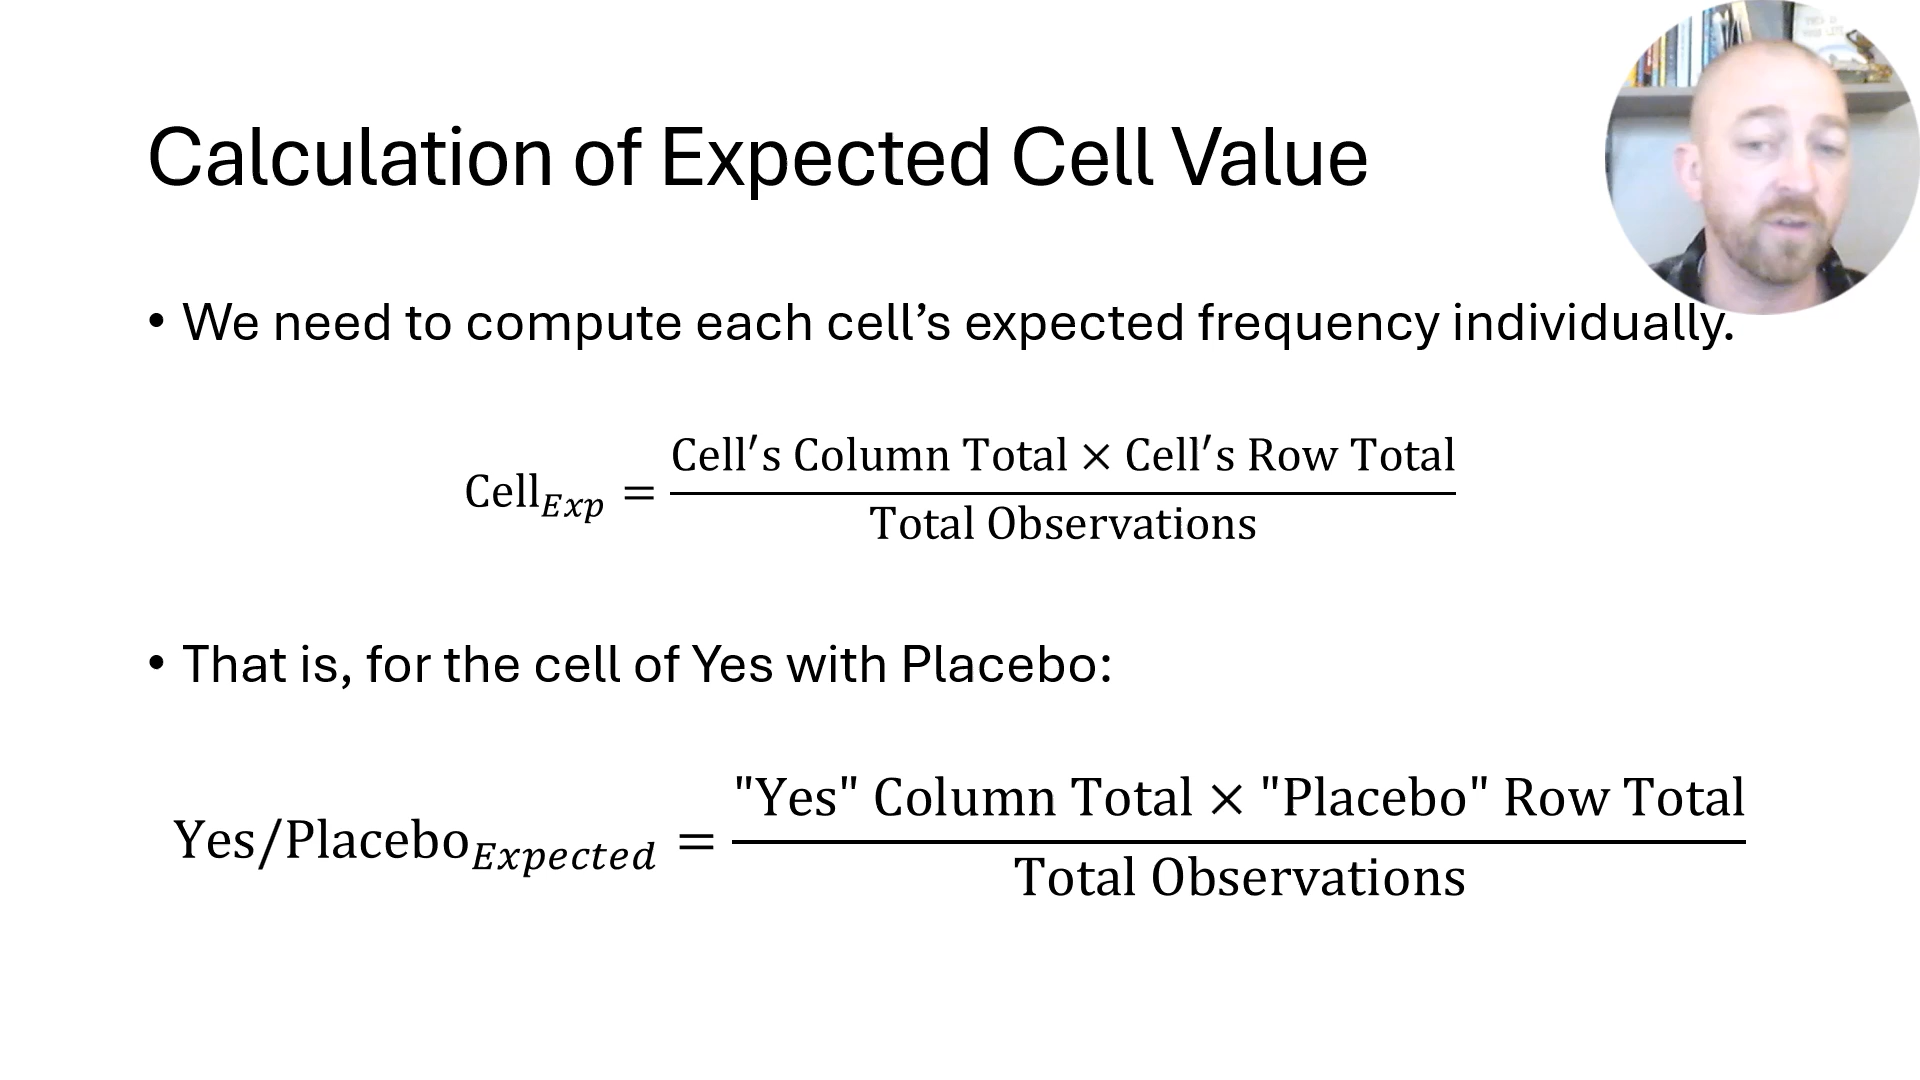 Calculation of Expected Cell Value
• We need to compute each cell’s expected frequency individually.
Cell_Exp = (Cell′s Column Total × Cell′s Row Total) / Total Observations
• That is, for the cell of Yes with Placebo:
Yes/Placebo_Expected = ("Yes" Column Total × "Placebo" Row Total) / Total Observations